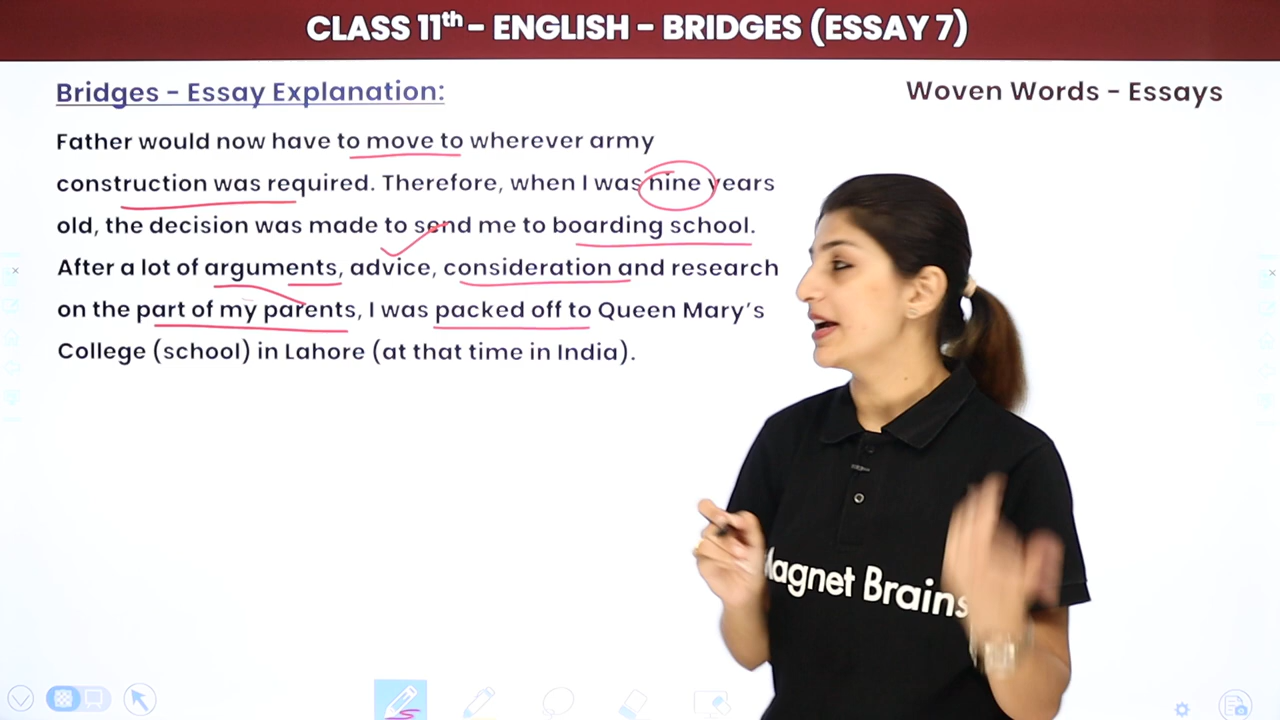 CLASS 11th - ENGLISH - BRIDGES (ESSAY 7)
Bridges - Essay Explanation:
Woven Words - Essays
Father would now have to move to wherever army
construction was required. Therefore, when I was nine years
old, the decision was made to send me to boarding school.
After a lot of arguments, advice, consideration and research
on the part of my parents, I was packed off to Queen Mary's
College (school) in Lahore (at that time in India).
Magnet Brains